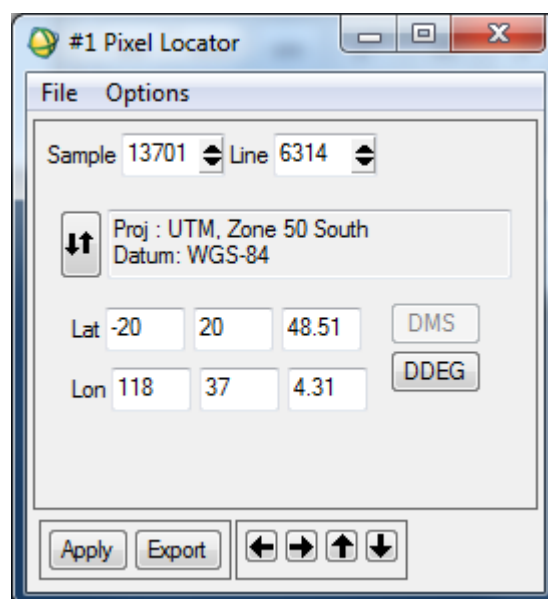 #1 Pixel Locator
File Options
Sample 13701 Line 6314
Proj : UTM, Zone 50 South
Datum: WGS-84
Lat -20 20 48.51 DMS
DDEG
Lon 118 37 4.31
Apply Export